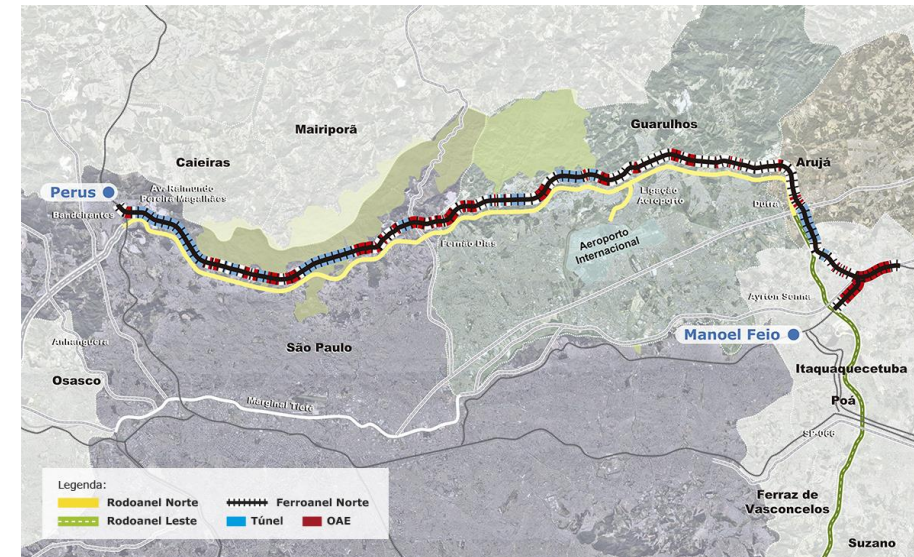 Mairiporã
Guarulhos
Caieiras
Arujá
Perus
Av. Raimundo
Pereira Magalhães
Bandeirantes
Ligação
Aeroporto
Dutra
Fernão Dias
Aeroporto
Internacional
Ayrton Senna
Manoel Feio
Anhanguera
São Paulo
Osasco
Itaquaquecetuba
Poá
Marginal Tietê
SP-066
Ferraz de
Vasconcelos
Suzano
Legenda:
Rodoanel Norte
Ferroanel Norte
Rodoanel Leste
Túnel
OAE